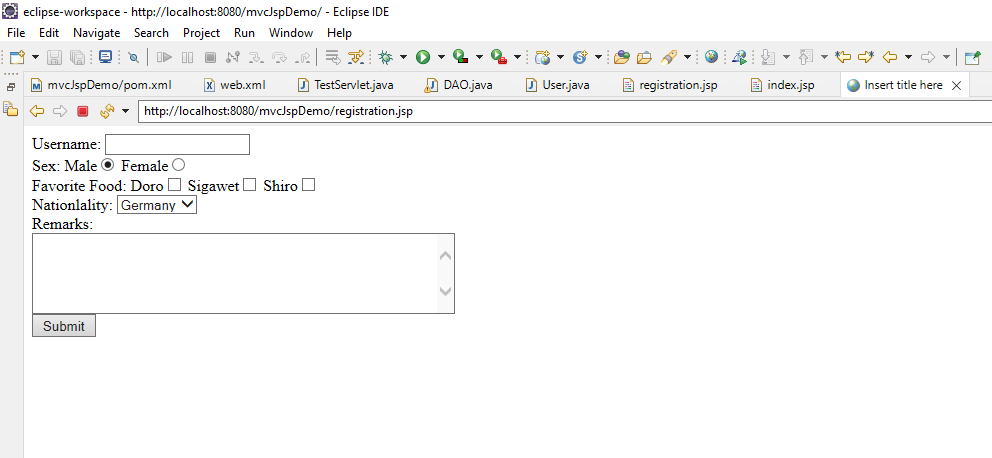 eclipse-workspace - http://localhost:8080/mvcJspDemo/ - Eclipse IDE
File Edit Navigate Search Project Run Window Help
mvcJspDemo/pom.xml web.xml TestServlet.java DAO.java User.java registration.jsp index.jsp Insert title here
http://localhost:8080/mvcJspDemo/registration.jsp
Username:
Sex: Male Female
Favorite Food: Doro Sigawet Shiro
Nationlality: Germany
Remarks:
Submit